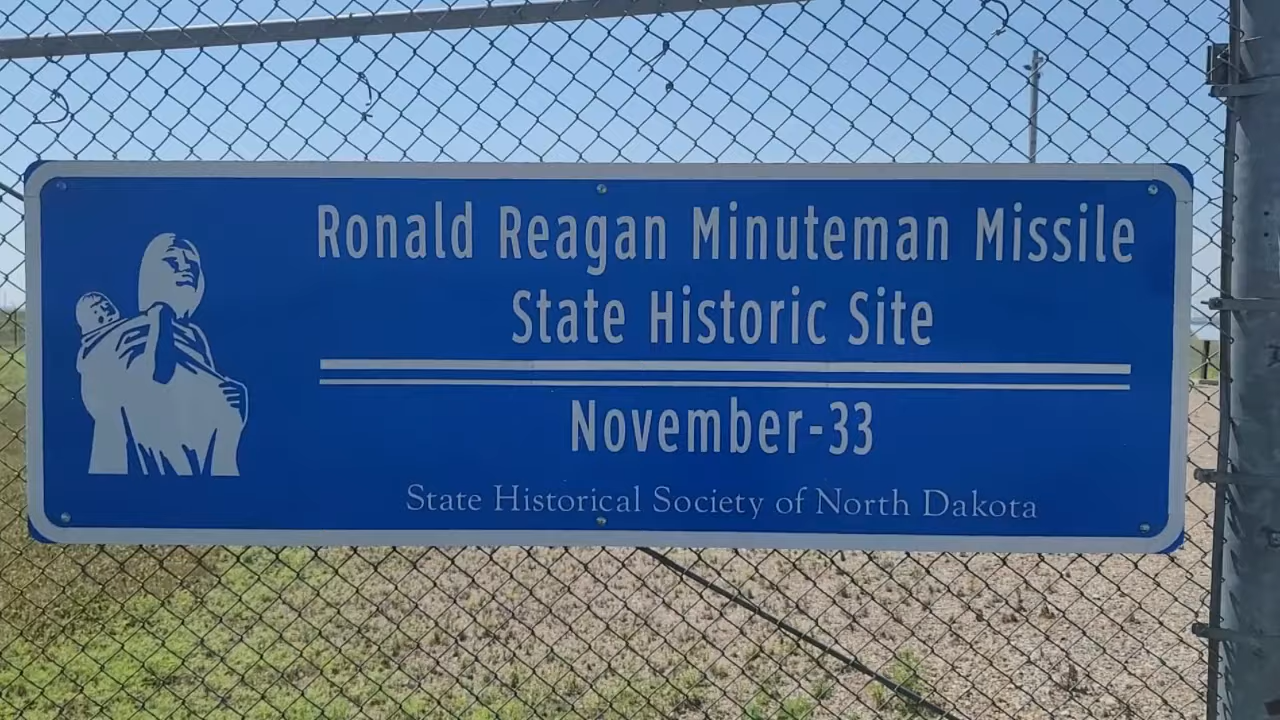 Ronald Reagan Minuteman Missile
State Historic Site
November-33
State Historical Society of North Dakota